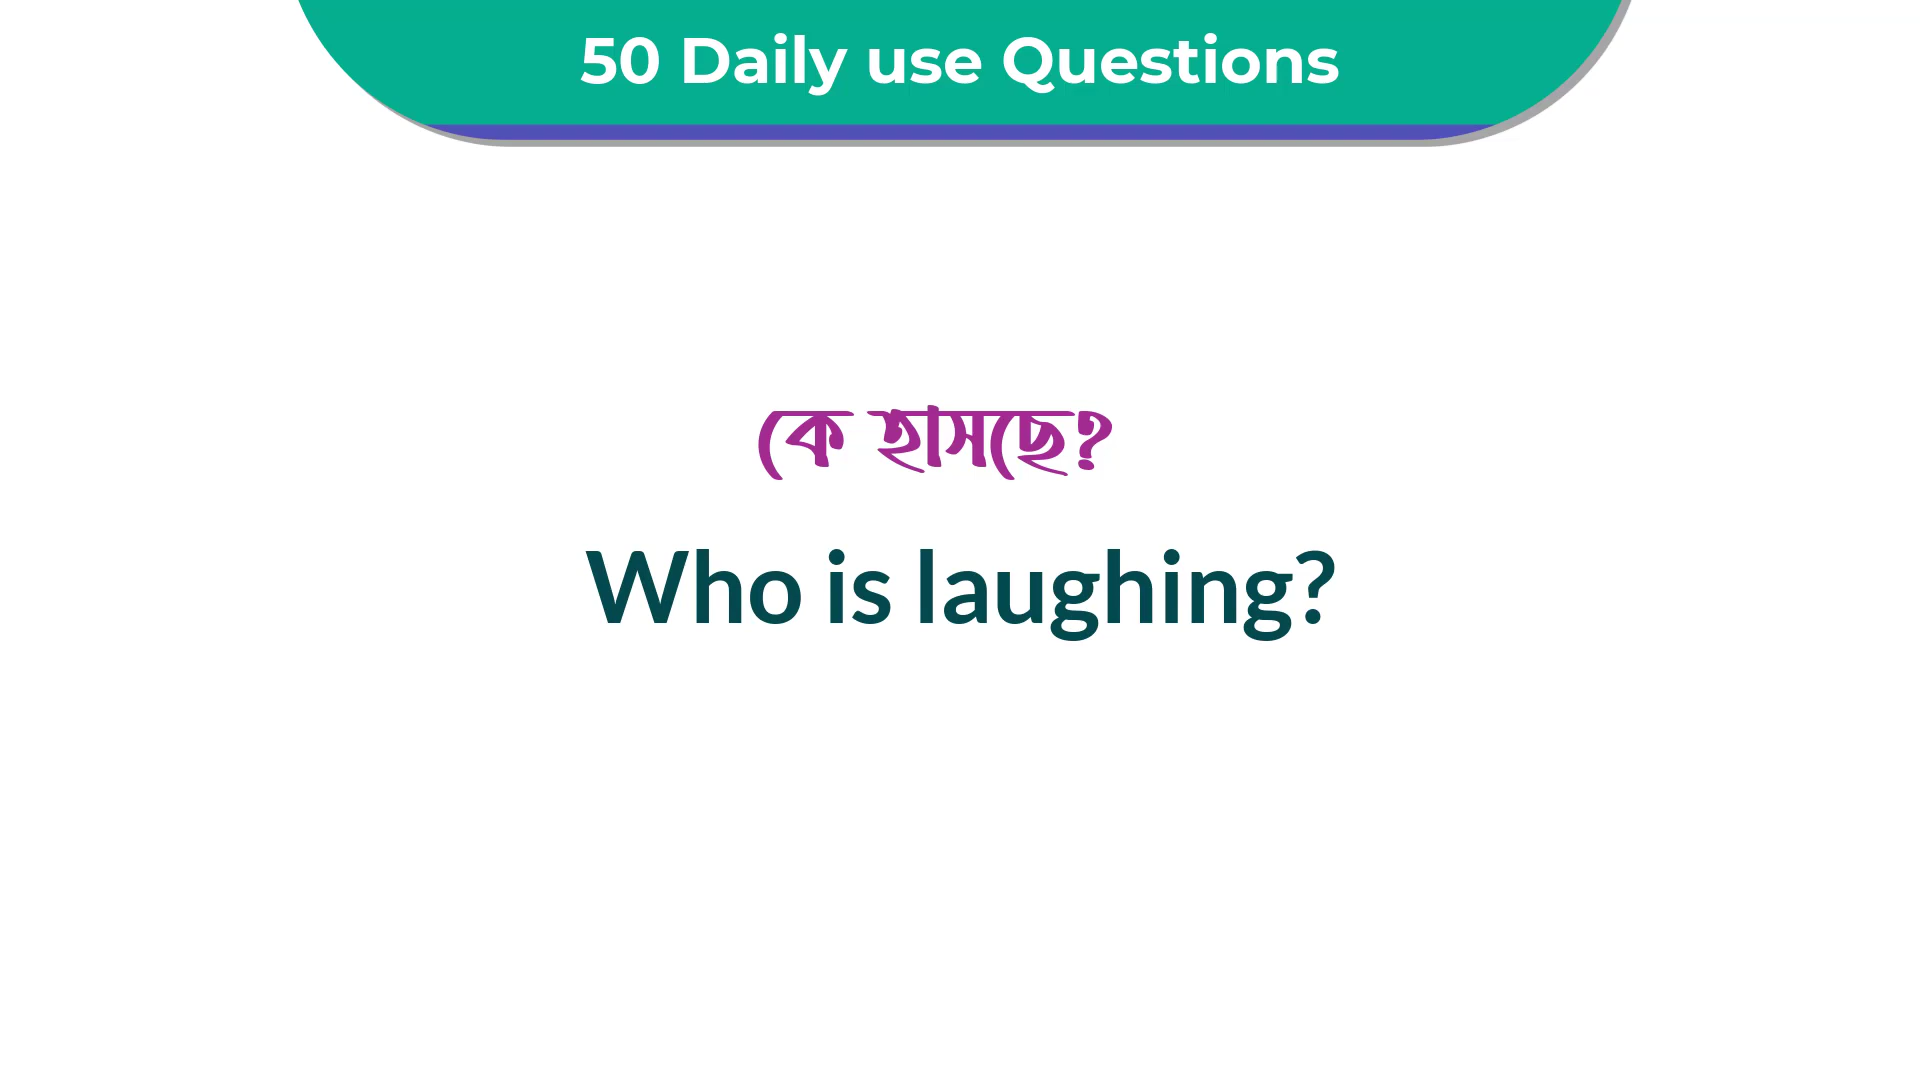 50 Daily use Questions
কে হাসছে?
Who is laughing?